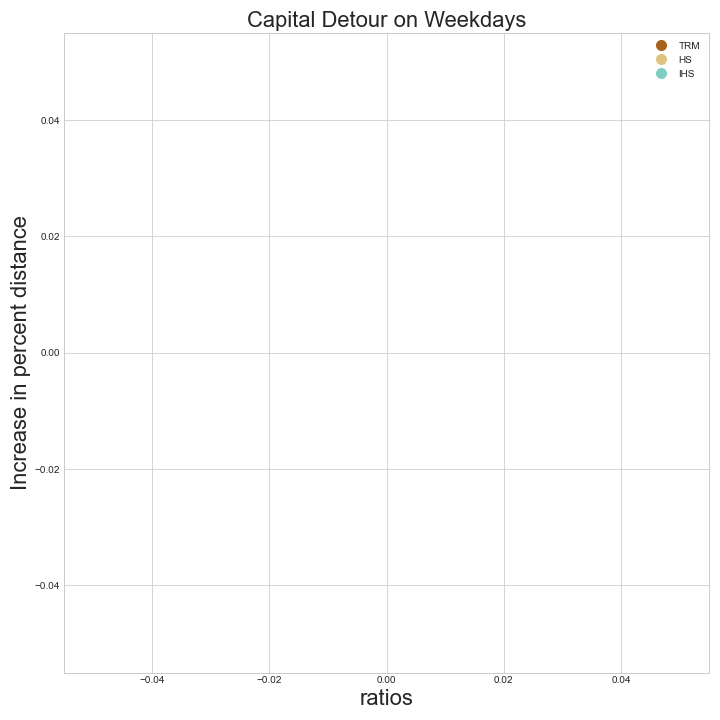 Capital Detour on Weekdays
TRM
HS
IHS
Increase in percent distance
0.04
0.02
0.00
−0.02
−0.04
−0.04
−0.02
0.00
0.02
0.04
ratios